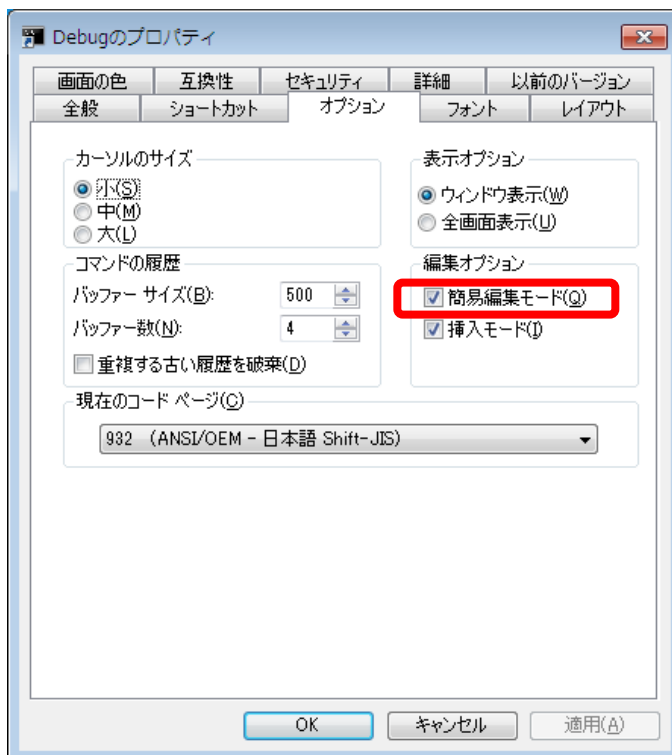 Debugのプロパティ
画面の色 互換性 セキュリティ 詳細 以前のバージョン
全般 ショートカット オプション フォント レイアウト
カーソルのサイズ
小(S)
中(M)
大(L)
表示オプション
ウィンドウ表示(W)
全画面表示(U)
コマンドの履歴
バッファー サイズ(B): 500
バッファー数(N): 4
重複する古い履歴を破棄(D)
編集オプション
簡易編集モード(Q)
挿入モード(I)
現在のコード ページ(C)
932 (ANSI/OEM - 日本語 Shift-JIS)
OK キャンセル 適用(A)